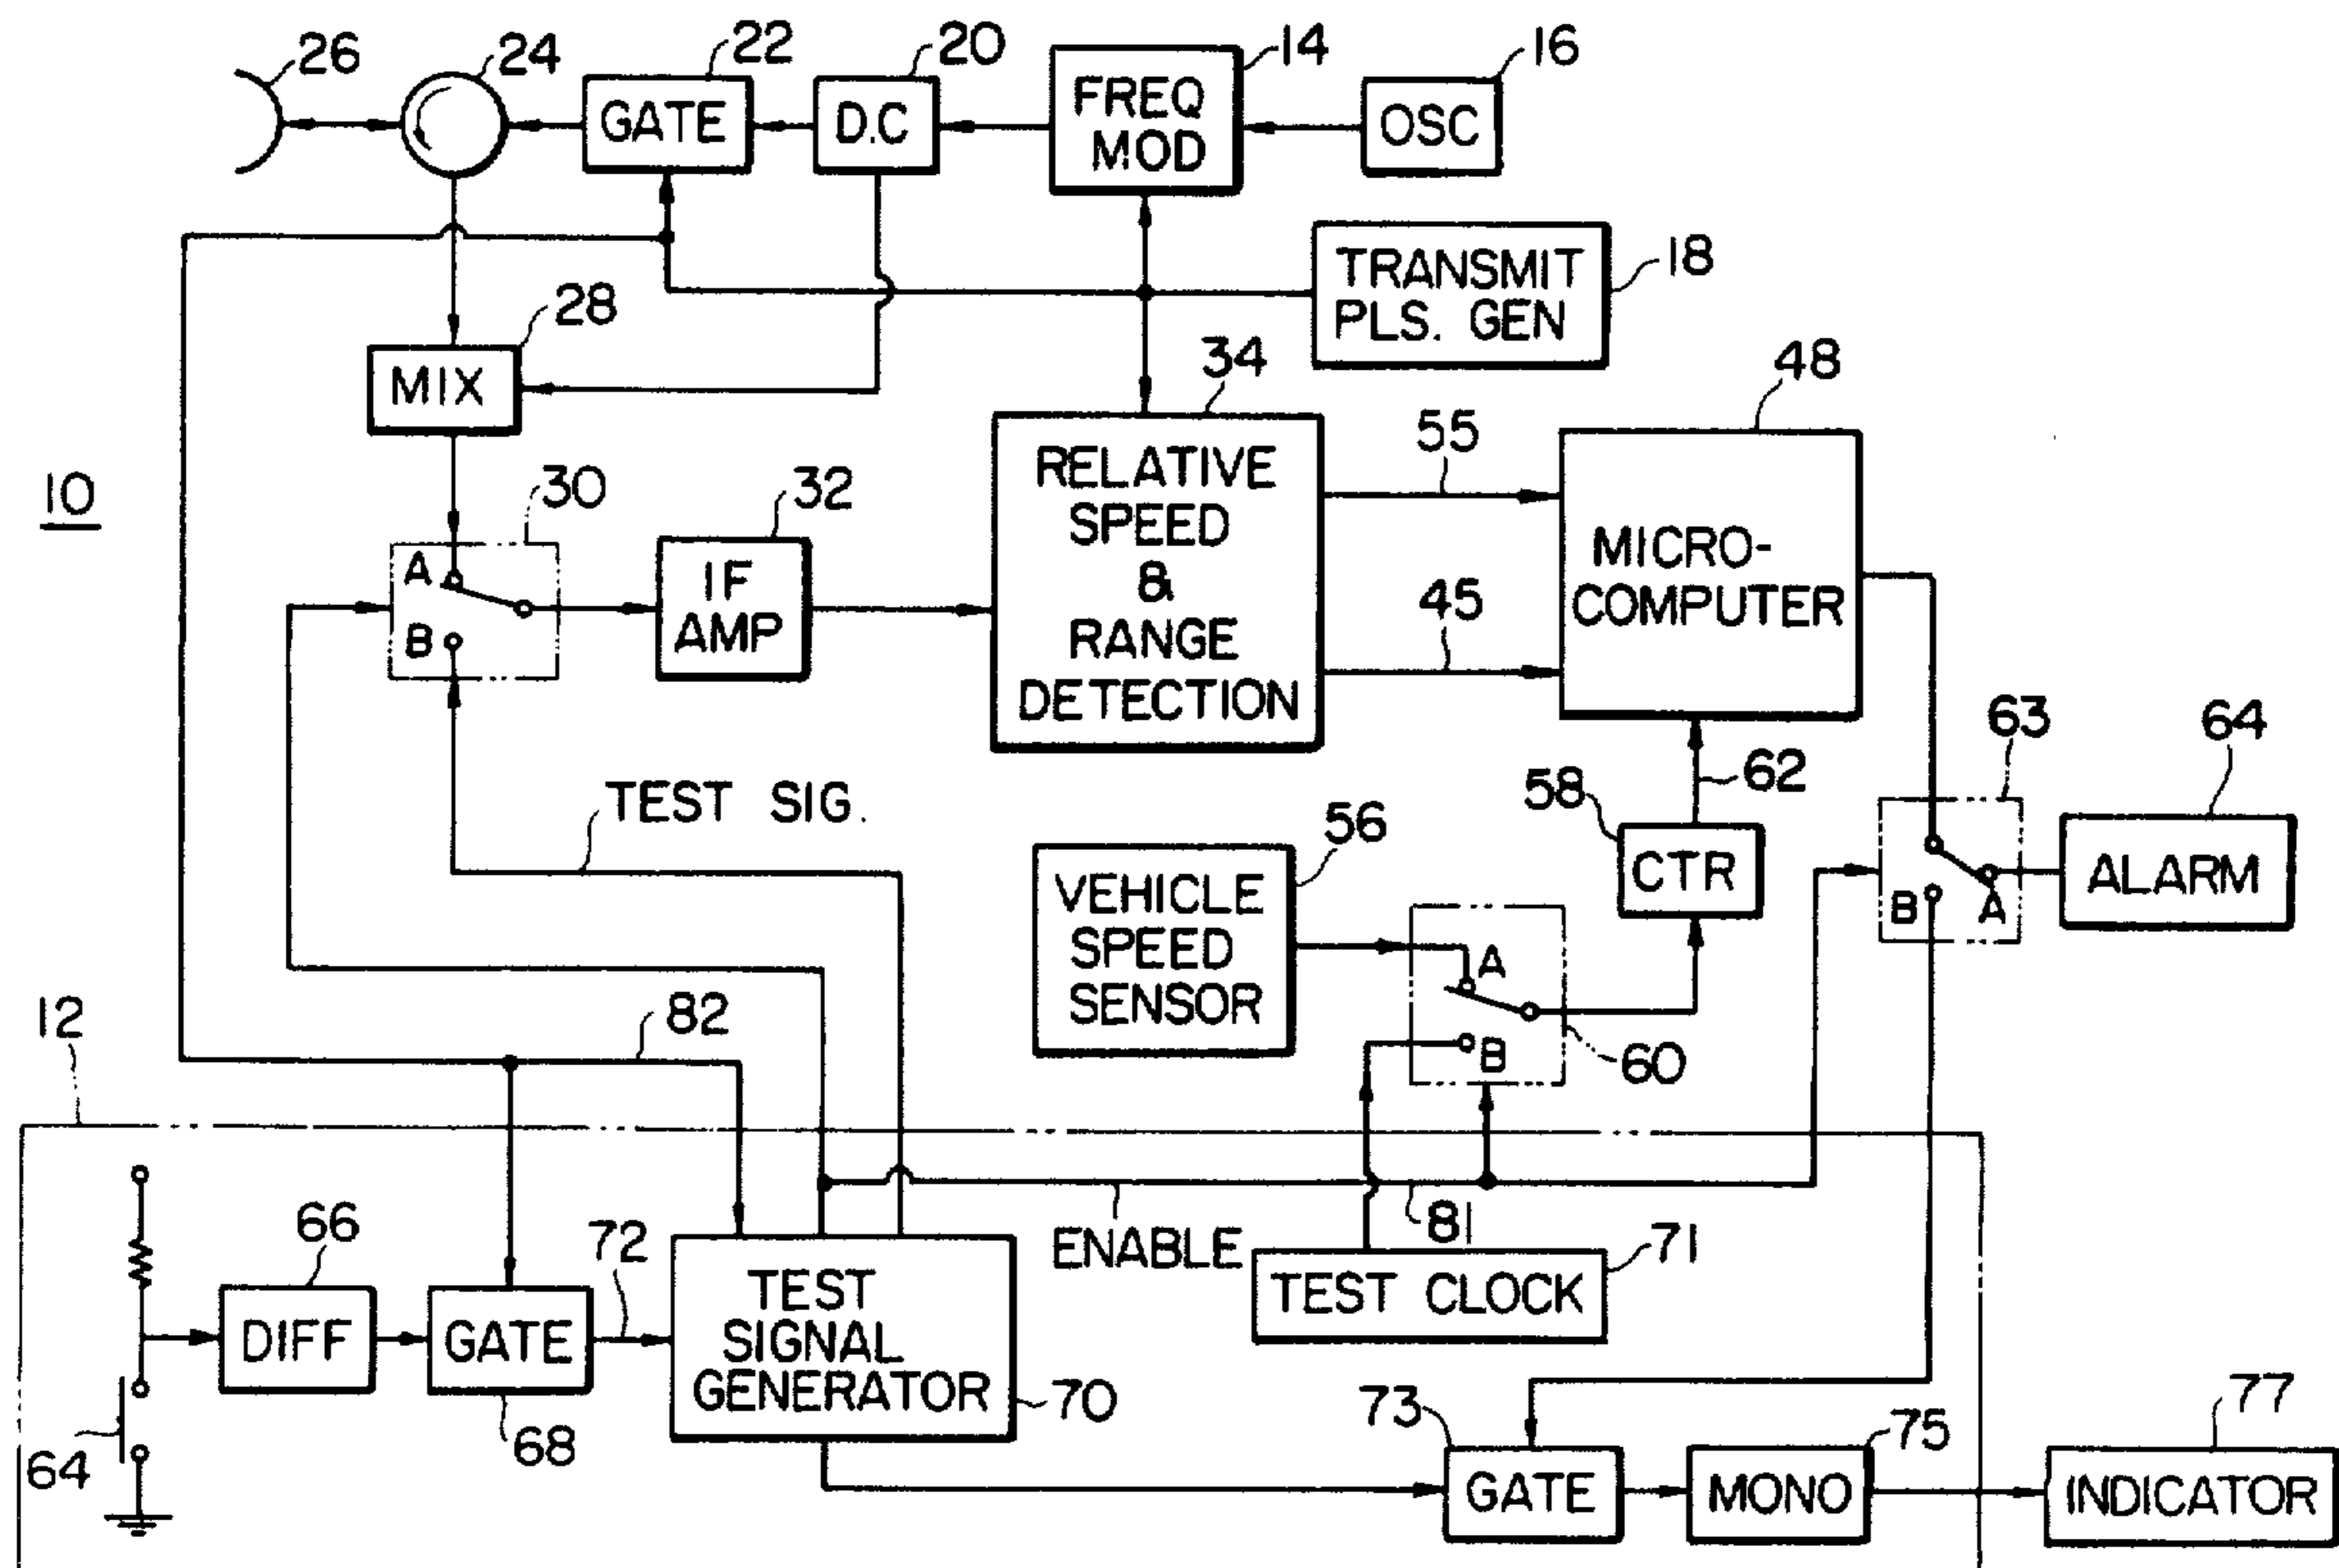 26
24
22
20
14
16
GATE
D.C
FREQ
MOD
OSC
TRANSMIT
PLS. GEN
18
28
MIX
34
48
10
30
32
A
B
IF
AMP
RELATIVE
SPEED
&
RANGE
DETECTION
55
45
MICRO-
COMPUTER
63
64
62
58
CTR
TEST SIG.
56
VEHICLE
SPEED
SENSOR
A
B
60
B
A
ALARM
12
82
66
72
ENABLE
81
71
TEST CLOCK
DIFF
GATE
TEST
SIGNAL
GENERATOR
70
64
68
73
75
77
GATE
MONO
INDICATOR